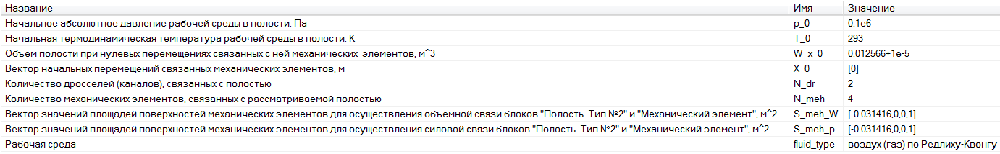 Название Имя Значение
Начальное абсолютное давление рабочей среды в полости, Па p_0 0.1e6
Начальная термодинамическая температура рабочей среды в полости, К T_0 293
Объем полости при нулевых перемещениях связанных с ней механических элементов, м^3 W_x_0 0.012566+1e-5
Вектор начальных перемещений связанных механических элементов, м X_0 [0]
Количество дросселей (каналов), связанных с полостью N_dr 2
Количество механических элементов, связанных с рассматриваемой полостью N_meh 4
Вектор значений площадей поверхностей механических элементов для осуществления объемной связи блоков "Полость. Тип №2" и "Механический элемент", м^2 S_meh_W [-0.031416,0,0,1]
Вектор значений площадей поверхностей механических элементов для осуществления силовой связи блоков "Полость. Тип №2" и "Механический элемент", м^2 S_meh_p [-0.031416,0,0,1]
Рабочая среда fluid_type воздух (газ) по Редлиху-Квонгу